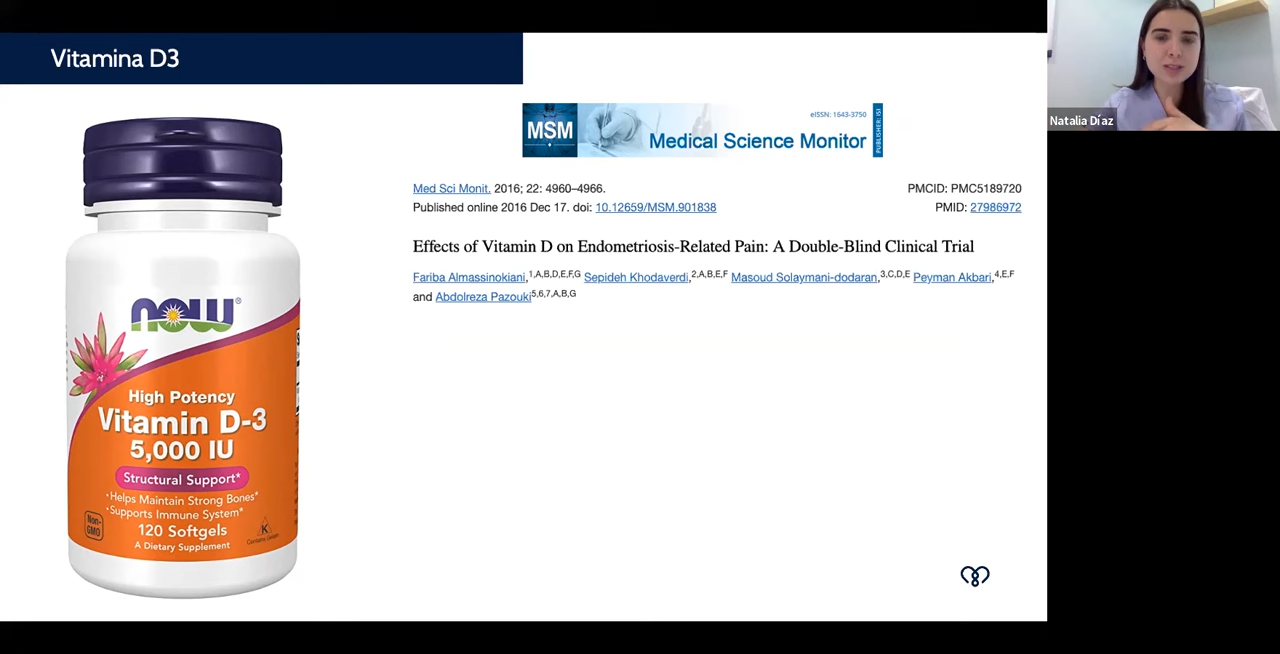 Vitamina D3
MSM
eISSN: 1643-3750
Medical Science Monitor
PUBLISHER: ISI
Med Sci Monit. 2016; 22: 4960–4966.
PMCID: PMC5189720
Published online 2016 Dec 17. doi: 10.12659/MSM.901838
PMID: 27986972
Effects of Vitamin D on Endometriosis-Related Pain: A Double-Blind Clinical Trial
Fariba Almassinokiani,1,A,B,D,E,F,G Sepideh Khodaverdi,2,A,B,E,F Masoud Solaymani-dodaran,3,C,D,E Peyman Akbari,4,E,F
and Abdolreza Pazouki5,6,7,A,B,G
now®
High Potency
Vitamin D-3
5,000 IU
Structural Support*
• Helps Maintain Strong Bones*
• Supports Immune System*
Non-
GMO
120 Softgels
A Dietary Supplement
K
Contains Gelatin
Natalia Díaz